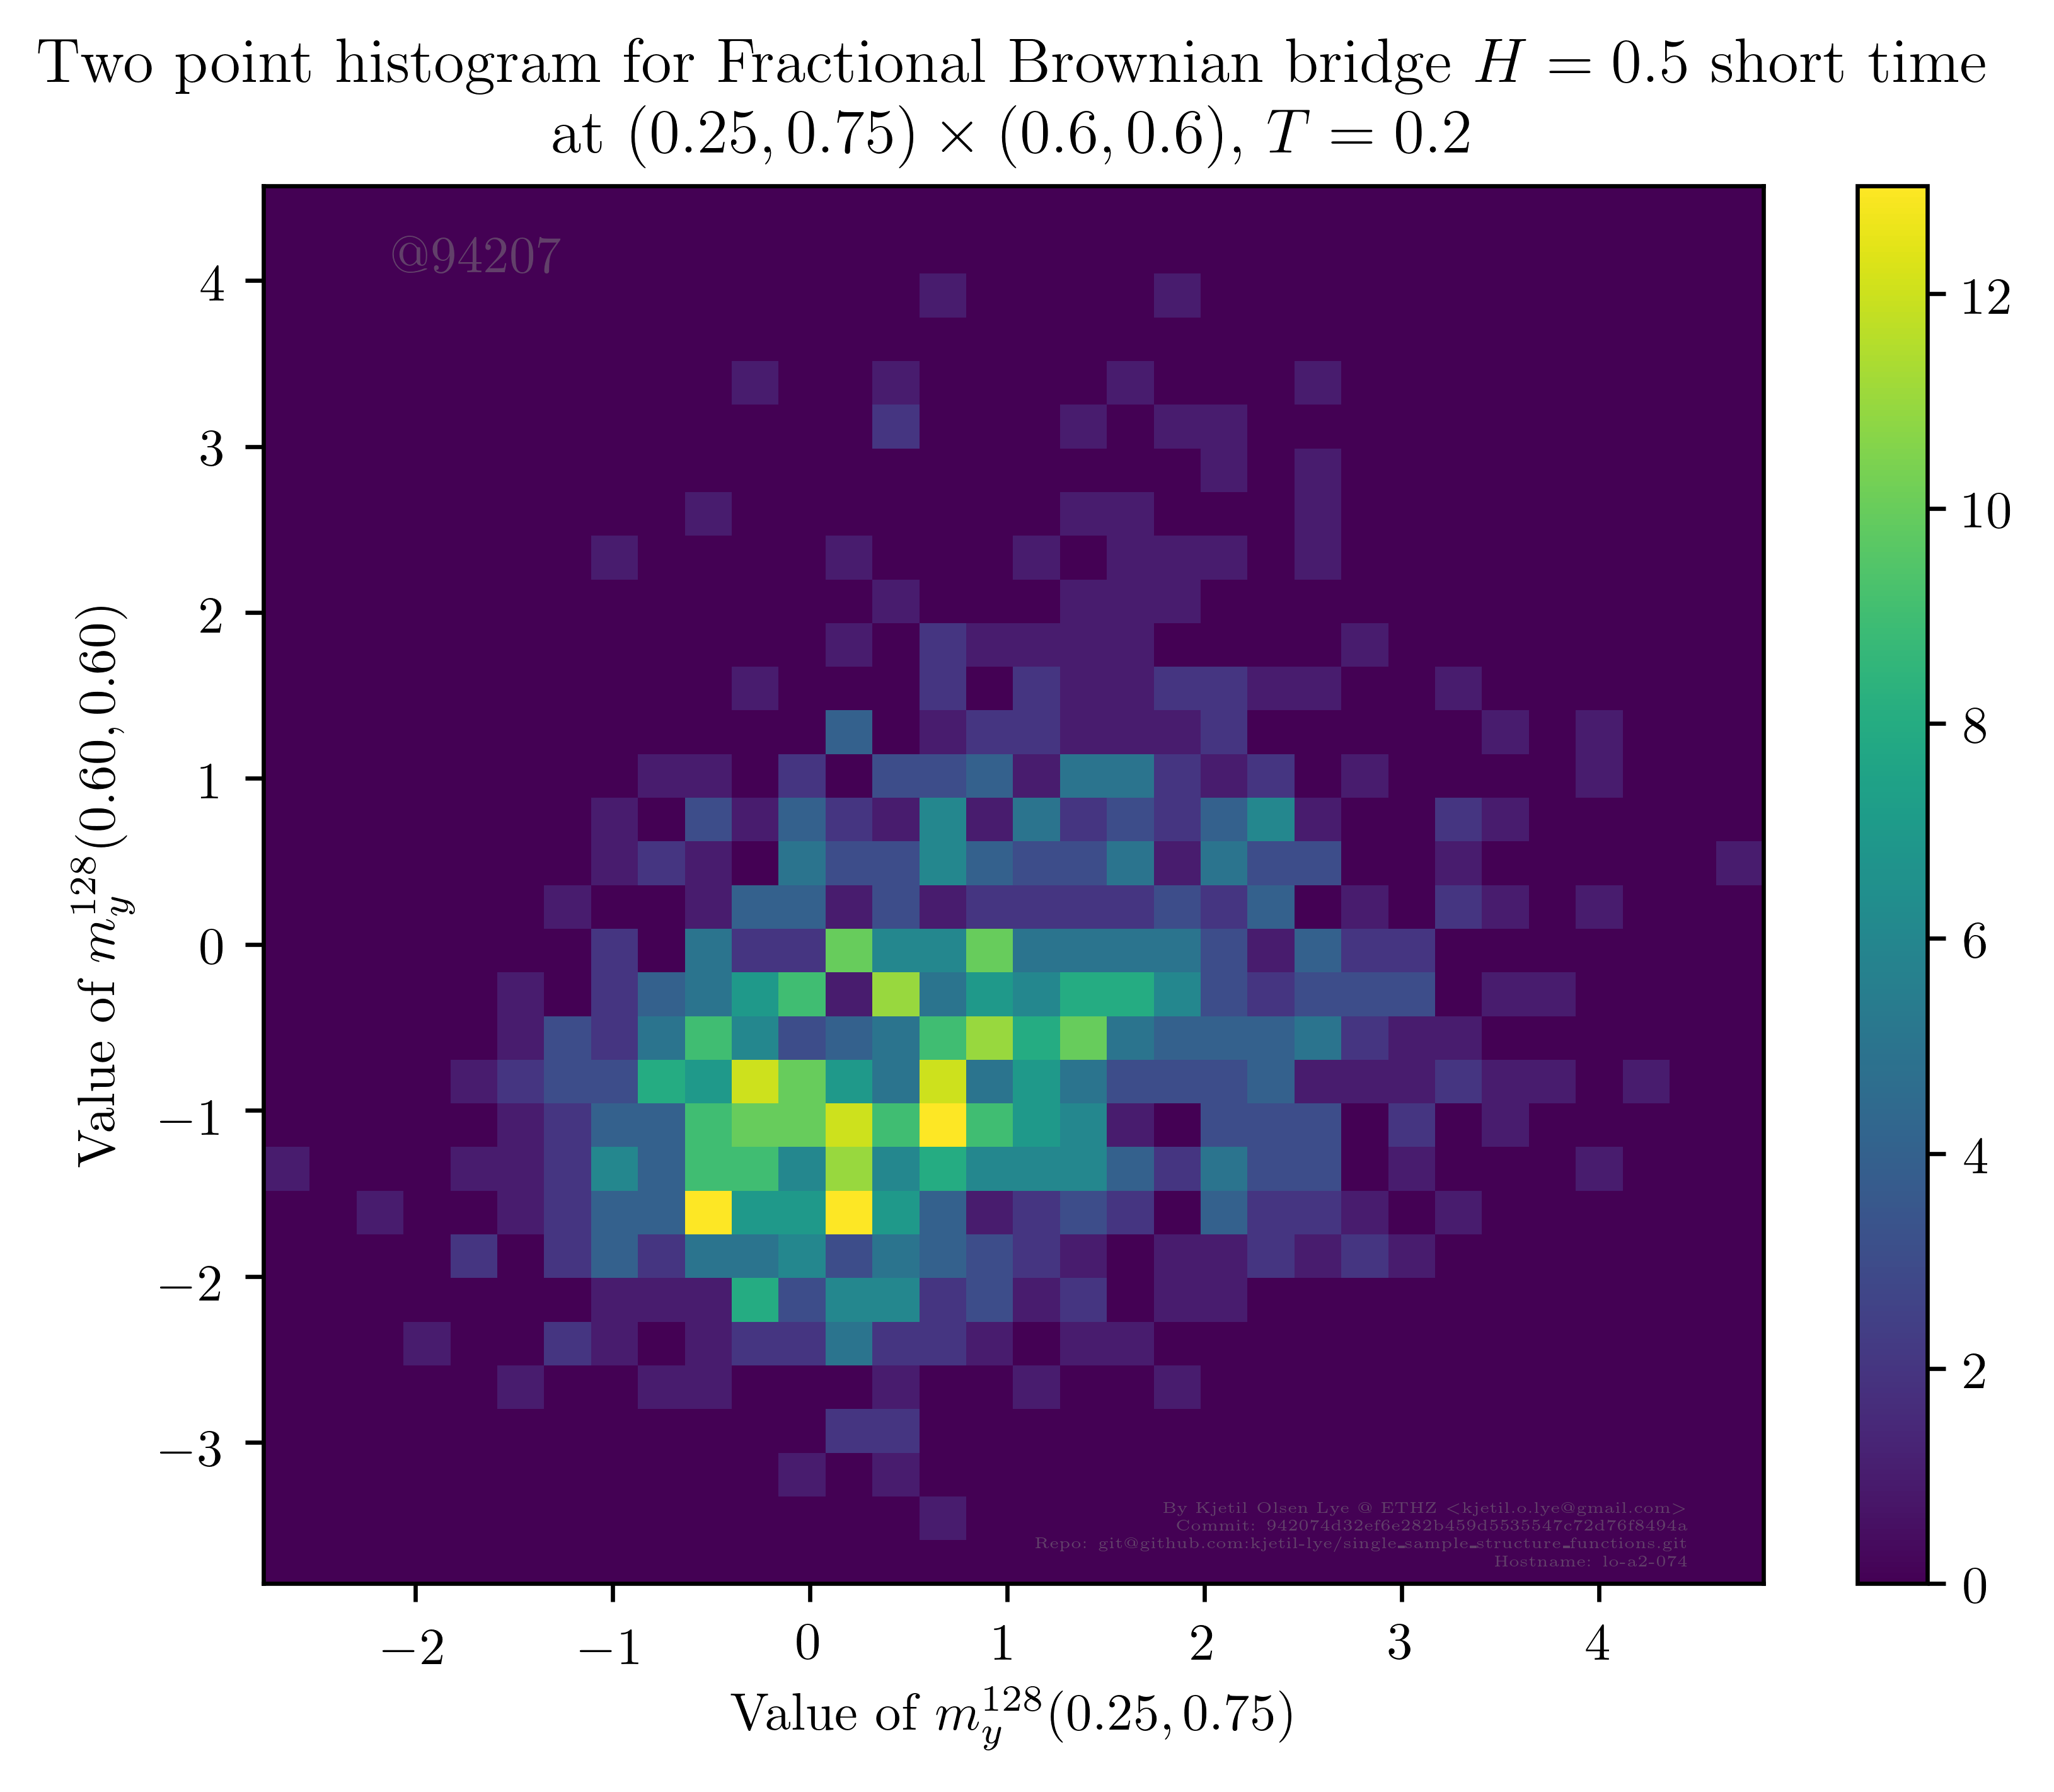 Two point histogram for Fractional Brownian bridge H = 0.5 short time
at (0.25, 0.75) × (0.6, 0.6), T = 0.2
@94207
4
3
2
1
0
−1
−2
−3
Value of m_y^{128}(0.60, 0.60)
12
10
8
6
4
2
0
By Kjetil Olsen Lye @ ETHZ <kjetil.o.lye@gmail.com>
Commit: 942074d32ef6e282b459d5535547c72d76f8494a
Repo: git@github.com:kjetil-lye/single_sample_structure_functions.git
Hostname: lo-a2-074
−2 −1 0 1 2 3 4
Value of m_y^{128}(0.25, 0.75)